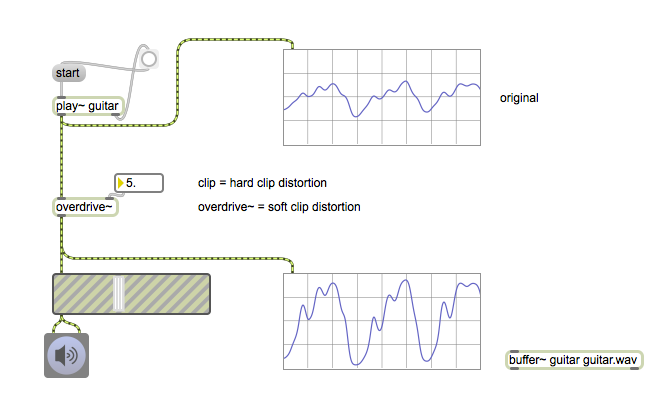 start
play~ guitar
original
5.
clip = hard clip distortion
overdrive~
overdrive~ = soft clip distortion
buffer~ guitar guitar.wav